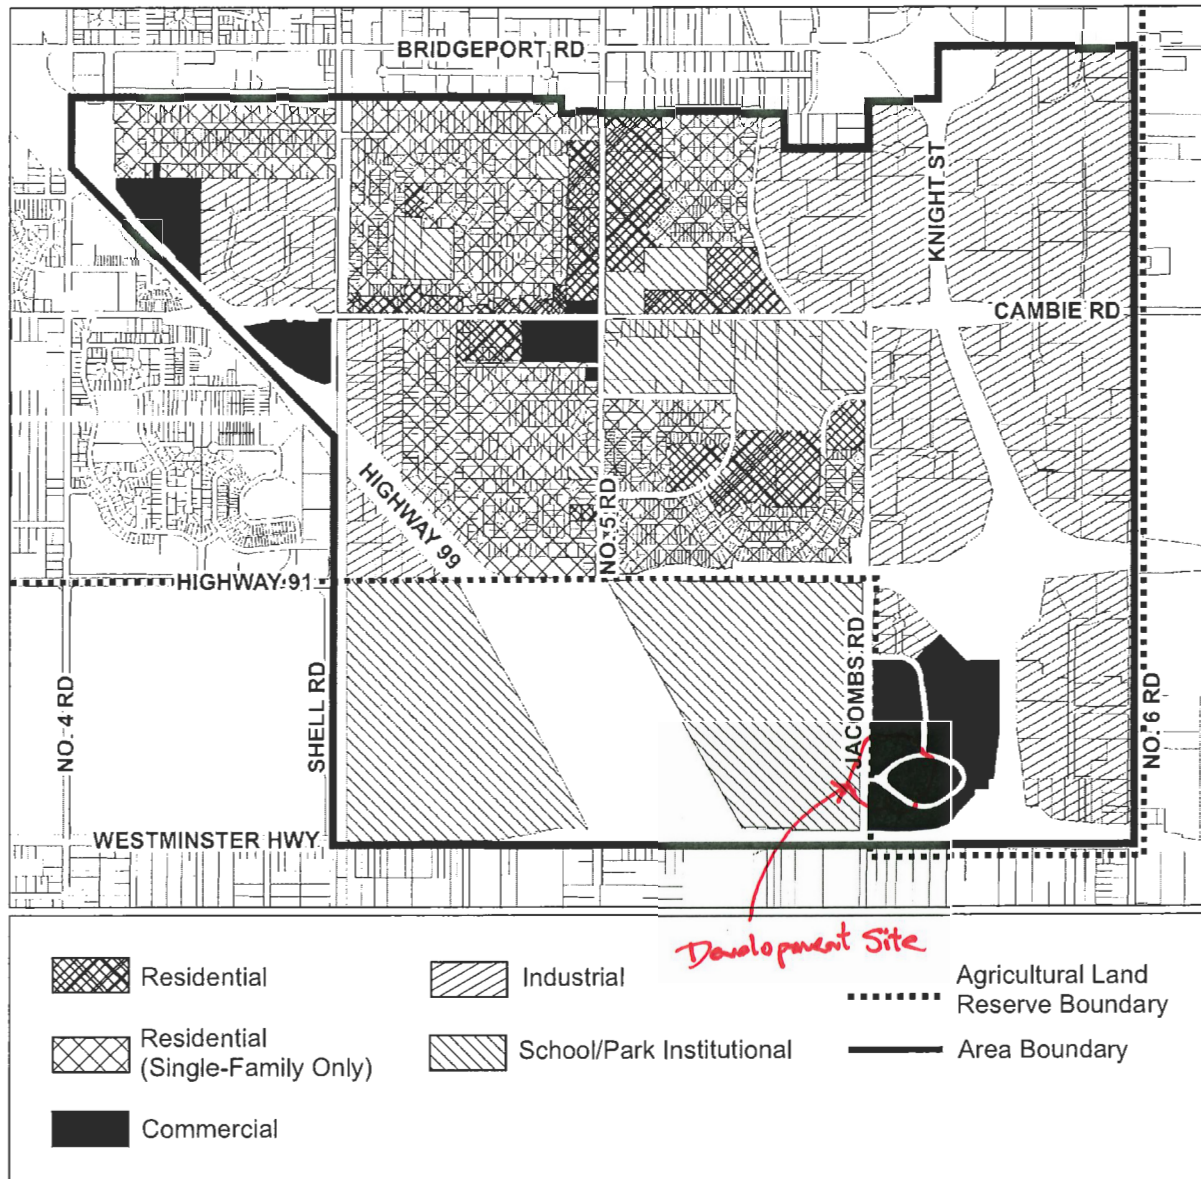 BRIDGEPORT RD
KNIGHT ST
CAMBIE RD
HIGHWAY 99
NO. 5 RD
HIGHWAY 91
NO. 4 RD
SHELL RD
JACOMBS RD
NO. 6 RD
WESTMINSTER HWY
Development Site
Residential
Residential
(Single-Family Only)
Commercial
Industrial
School/Park Institutional
Agricultural Land
Reserve Boundary
Area Boundary